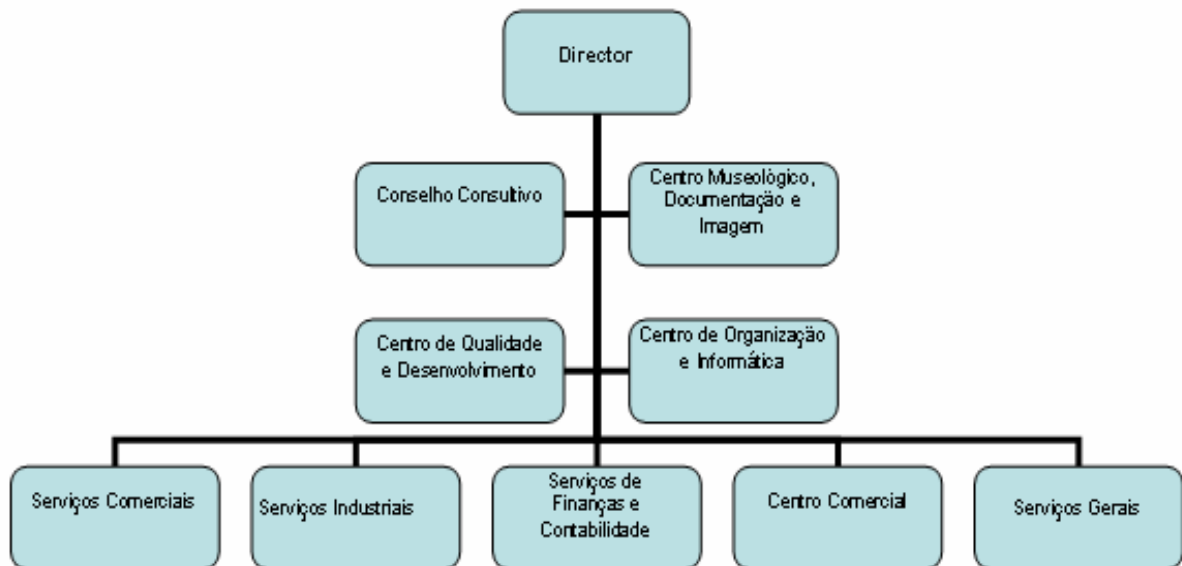 Director
Conselho Consultivo
Centro Museológico,
Documentação e
Imagem
Centro de Qualidade
e Desenvolvimento
Centro de Organização
e Informática
Serviços Comerciais
Serviços Industriais
Serviços de
Finanças e
Contabilidade
Centro Comercial
Serviços Gerais